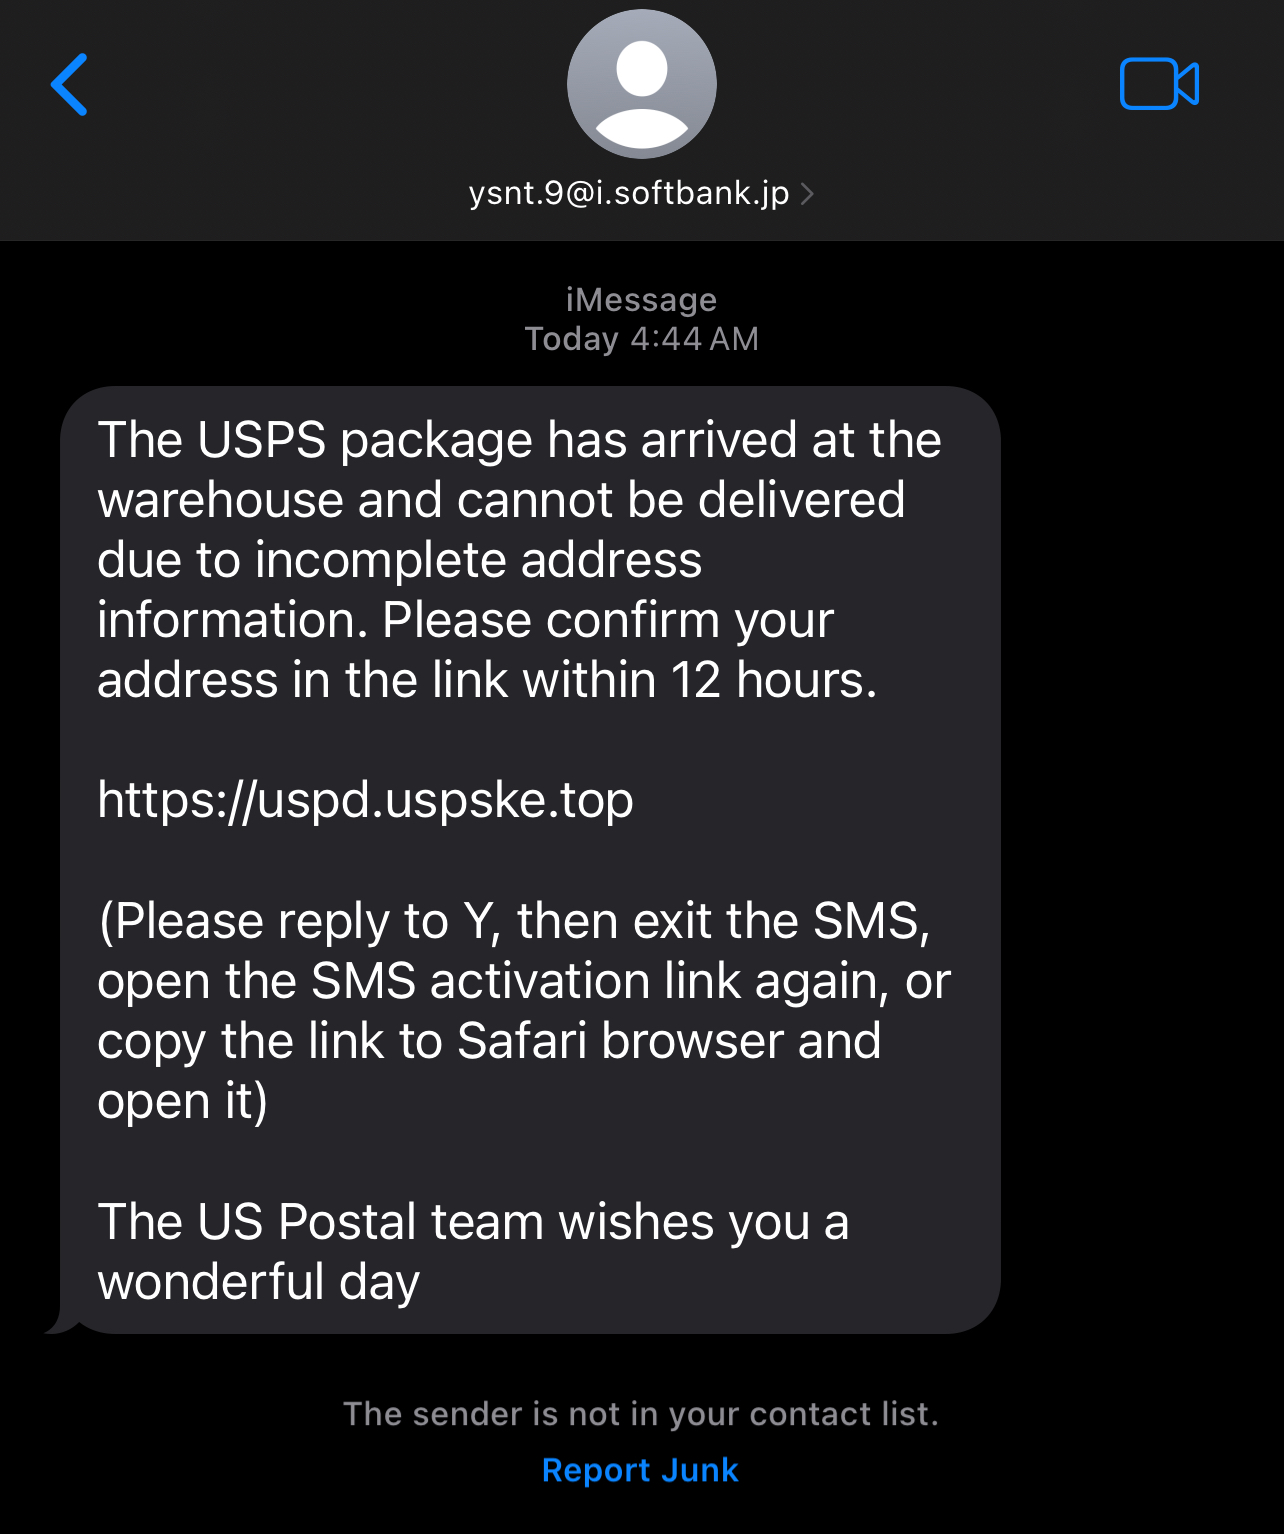 ysnt.9@i.softbank.jp
iMessage
Today 4:44 AM
The USPS package has arrived at the
warehouse and cannot be delivered
due to incomplete address
information. Please confirm your
address in the link within 12 hours.
https://uspd.uspske.top
(Please reply to Y, then exit the SMS,
open the SMS activation link again, or
copy the link to Safari browser and
open it)
The US Postal team wishes you a
wonderful day
The sender is not in your contact list.
Report Junk